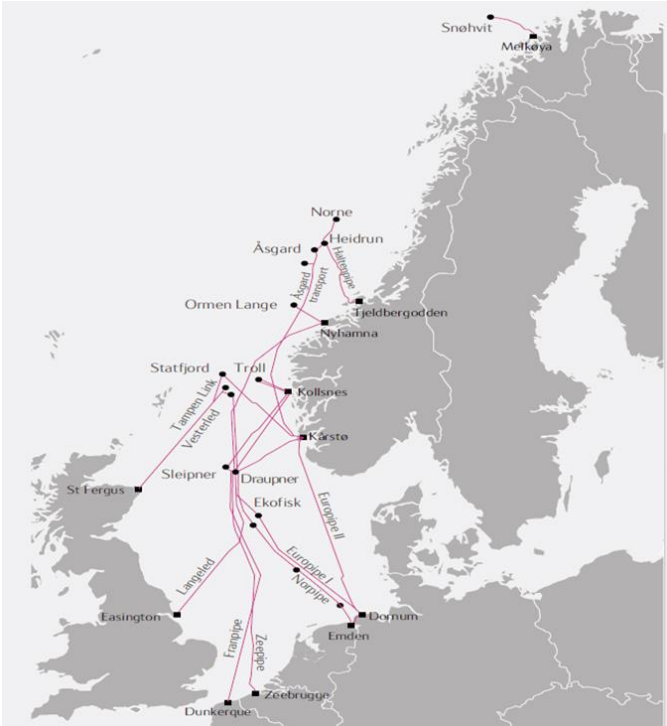 Snøhvit
Melkøya
Norne
Heidrun
Åsgard
Haltenpipe
Åsgard
transport
Ormen Lange
Tjeldbergodden
Nyhamna
Statfjord
Troll
Kollsnes
Tampen Link
Vesterled
Kårstø
Sleipner
Draupner
St Fergus
Ekofisk
Europipe II
Europipe I
Norpipe
Langeled
Easington
Dornum
Emden
Franpipe
Zeepipe
Zeebrugge
Dunkerque